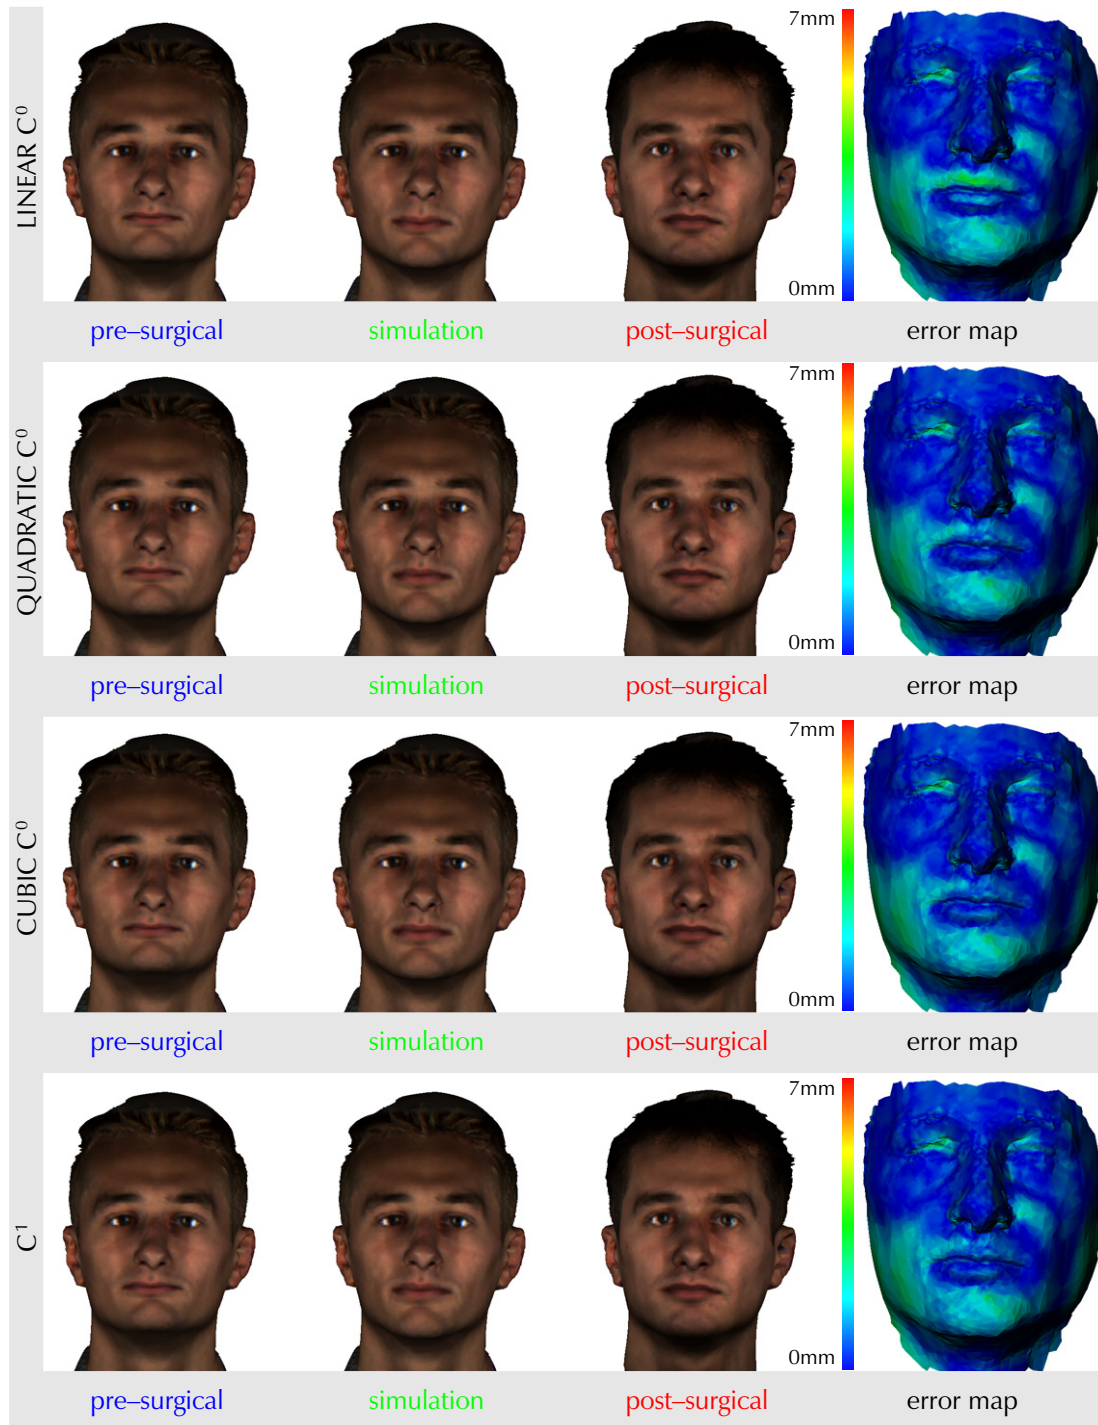 LINEAR C⁰
7mm
0mm
pre–surgical simulation post–surgical error map
QUADRATIC C⁰
7mm
0mm
pre–surgical simulation post–surgical error map
CUBIC C⁰
7mm
0mm
pre–surgical simulation post–surgical error map
C¹
7mm
0mm
pre–surgical simulation post–surgical error map